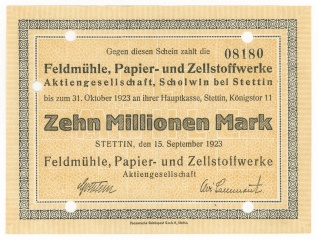 Gegen diesen Schein zahlt die
08180
Feldmühle, Papier- und Zellstoffwerke
Aktiengesellschaft, Scholwin bei Stettin
bis zum 31. Oktober 1923 an ihrer Hauptkasse, Stettin, Königstor 11
Zehn Millionen Mark
STETTIN, den 15. September 1923
Feldmühle, Papier- und Zellstoffwerke
Aktiengesellschaft